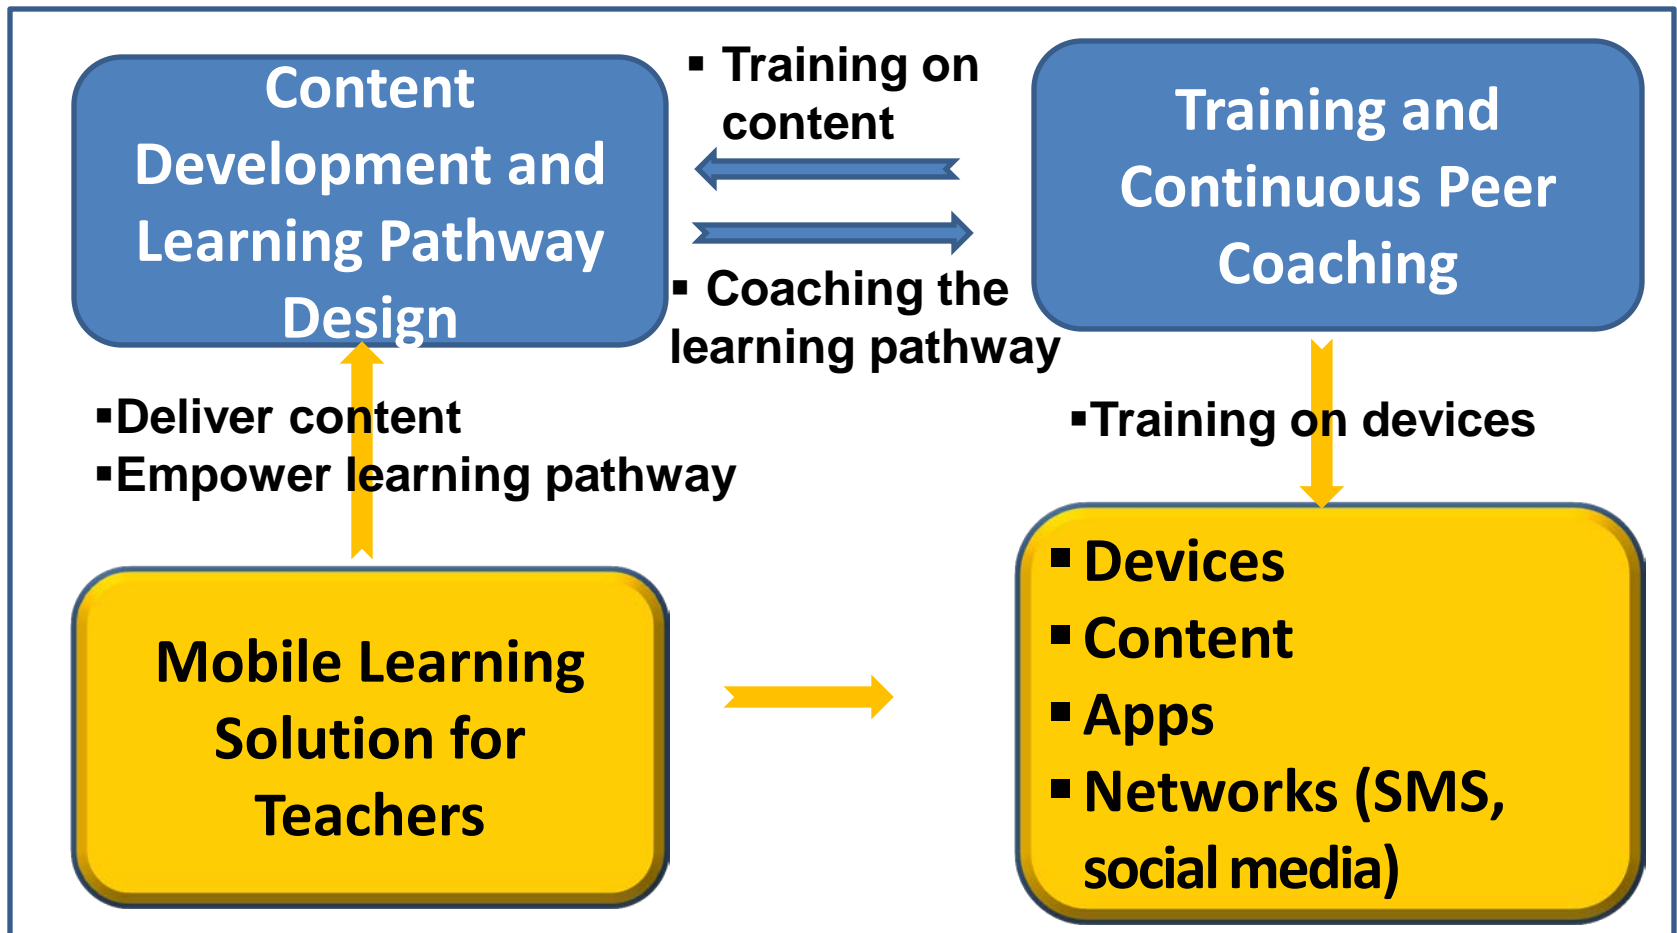 Content
Development and
Learning Pathway
Design
▪ Training on
content
▪ Coaching the
learning pathway
Training and
Continuous Peer
Coaching
▪Deliver content
▪Empower learning pathway
▪Training on devices
Mobile Learning
Solution for
Teachers
▪ Devices
▪ Content
▪ Apps
▪ Networks (SMS,
social media)